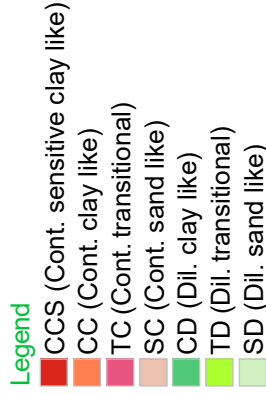 Legend
CCS (Cont. sensitive clay like)
CC (Cont. clay like)
TC (Cont. transitional)
SC (Cont. sand like)
CD (Dil. clay like)
TD (Dil. transitional)
SD (Dil. sand like)